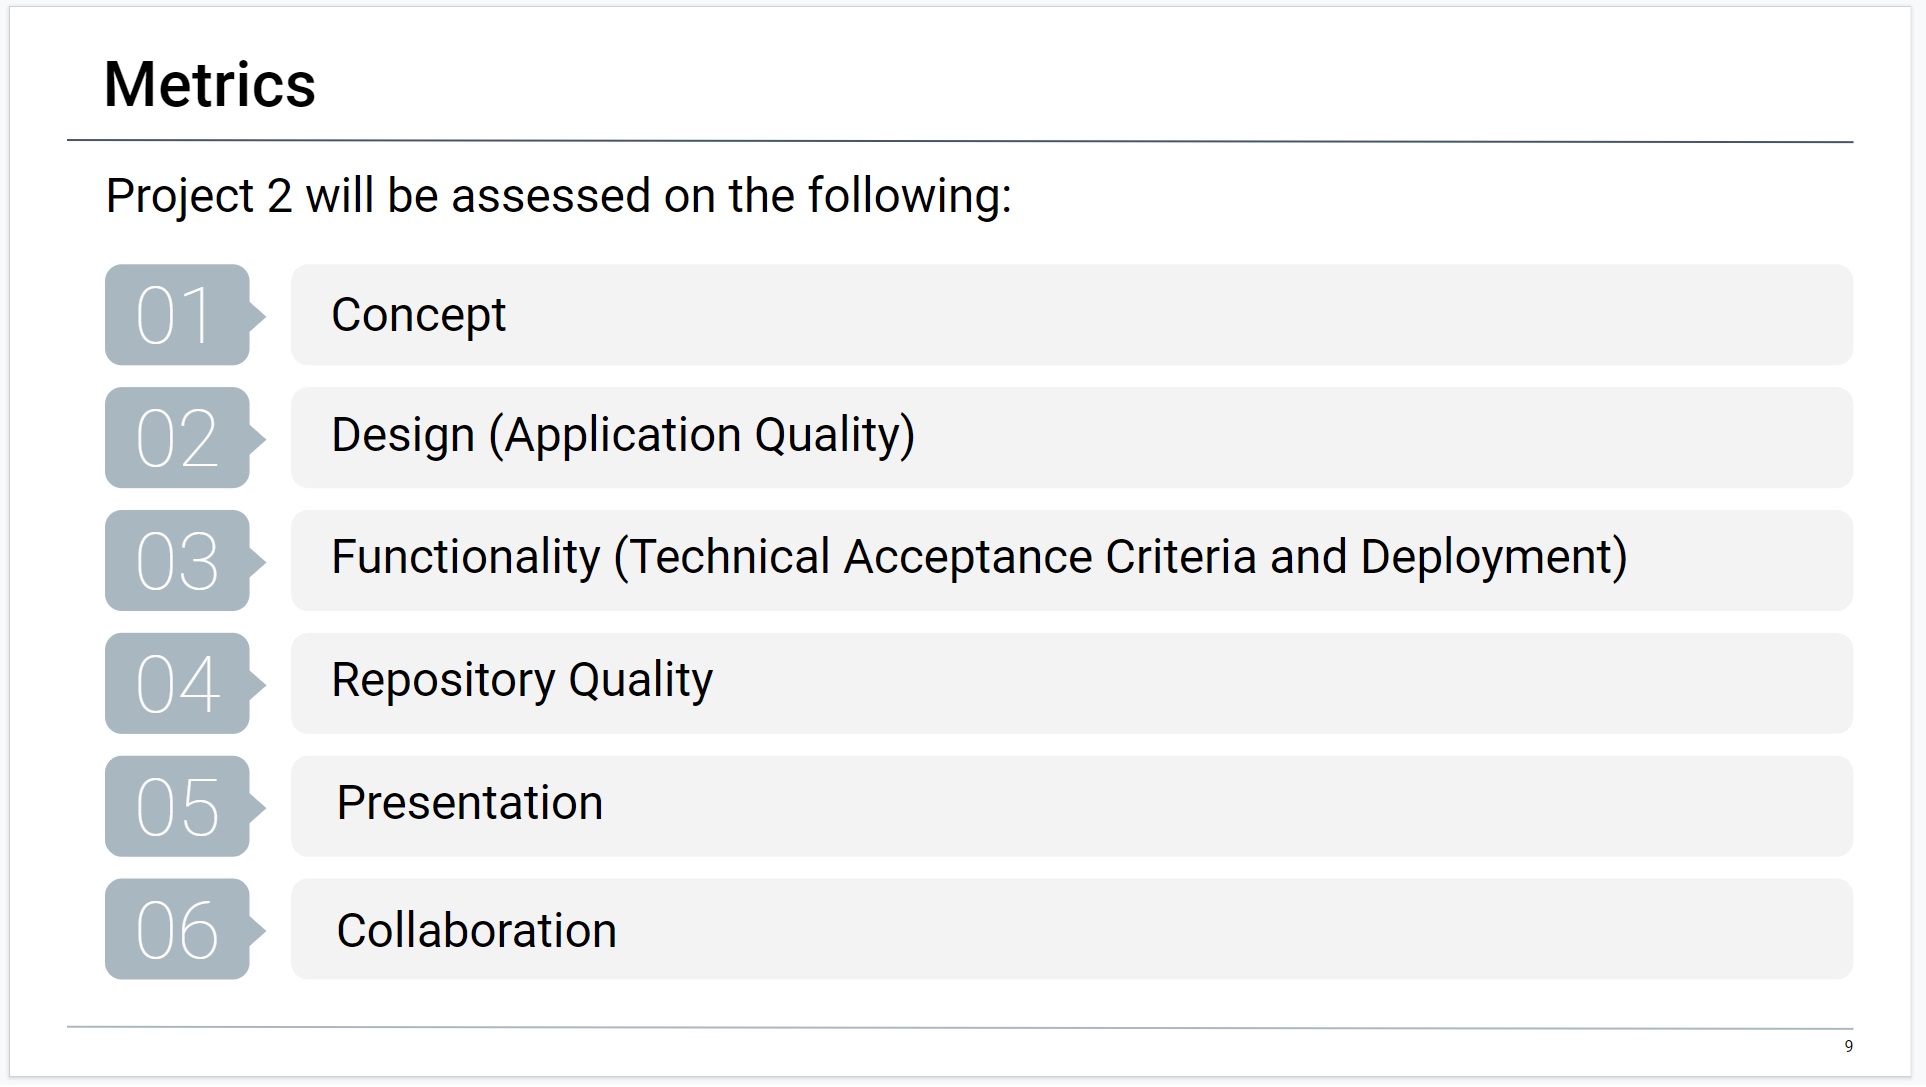 Metrics
Project 2 will be assessed on the following:
01 Concept
02 Design (Application Quality)
03 Functionality (Technical Acceptance Criteria and Deployment)
04 Repository Quality
05 Presentation
06 Collaboration
9